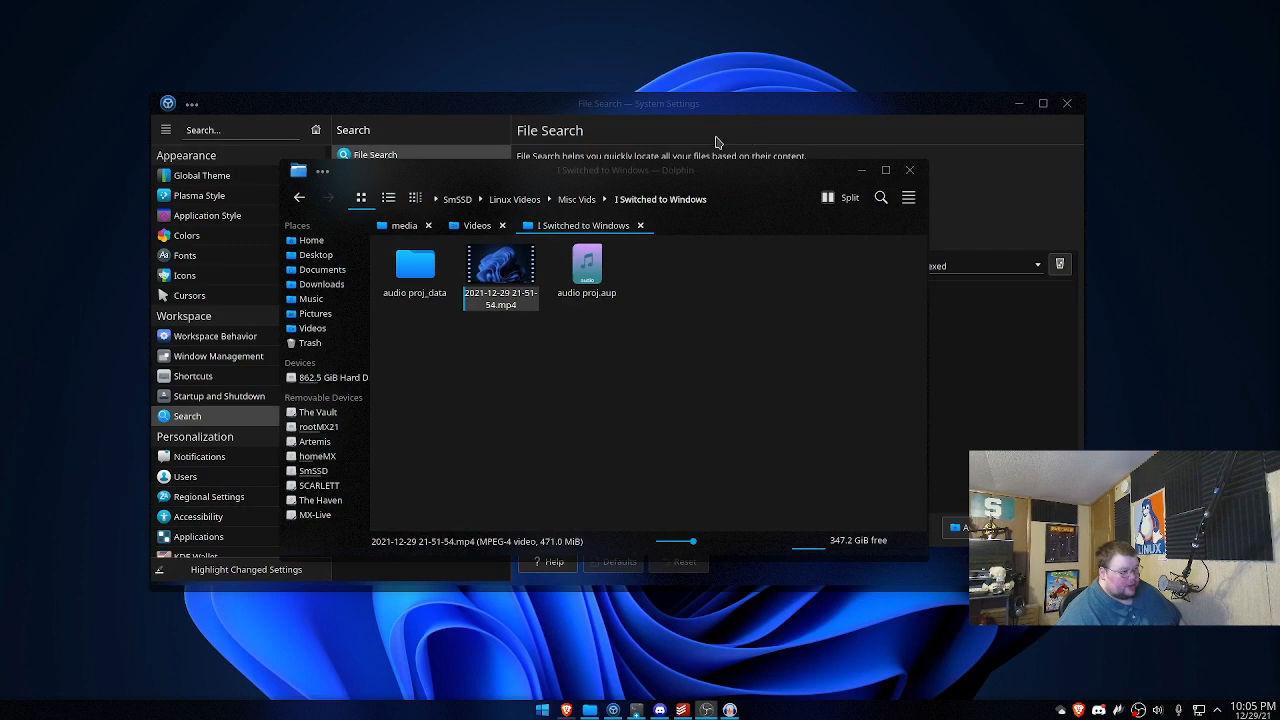 File Search — System Settings
Search...
Search
File Search
File Search
File Search helps you quickly locate all your files based on their content.
Appearance
Global Theme
Plasma Style
Application Style
Colors
Fonts
Icons
Cursors
Workspace
Workspace Behavior
Window Management
Shortcuts
Startup and Shutdown
Search
Personalization
Notifications
Users
Regional Settings
Accessibility
Applications
KDE Wallet
Highlight Changed Settings
I Switched to Windows — Dolphin
SmSSD
Linux Videos
Misc Vids
I Switched to Windows
Split
Places
Home
Desktop
Documents
Downloads
Music
Pictures
Videos
Trash
Devices
862.5 GiB Hard D
Removable Devices
The Vault
rootMX21
Artemis
homeMX
SmSSD
SCARLETT
The Haven
MX-Live
media
Videos
I Switched to Windows
audio
audio proj_data
2021-12-29 21-51-
54.mp4
audio proj.aup
2021-12-29 21-51-54.mp4 (MPEG-4 video, 471.0 MiB)
347.2 GiB free
exed
A
Help
Defaults
Reset
S
LINUX
10:05 PM
12/29/21